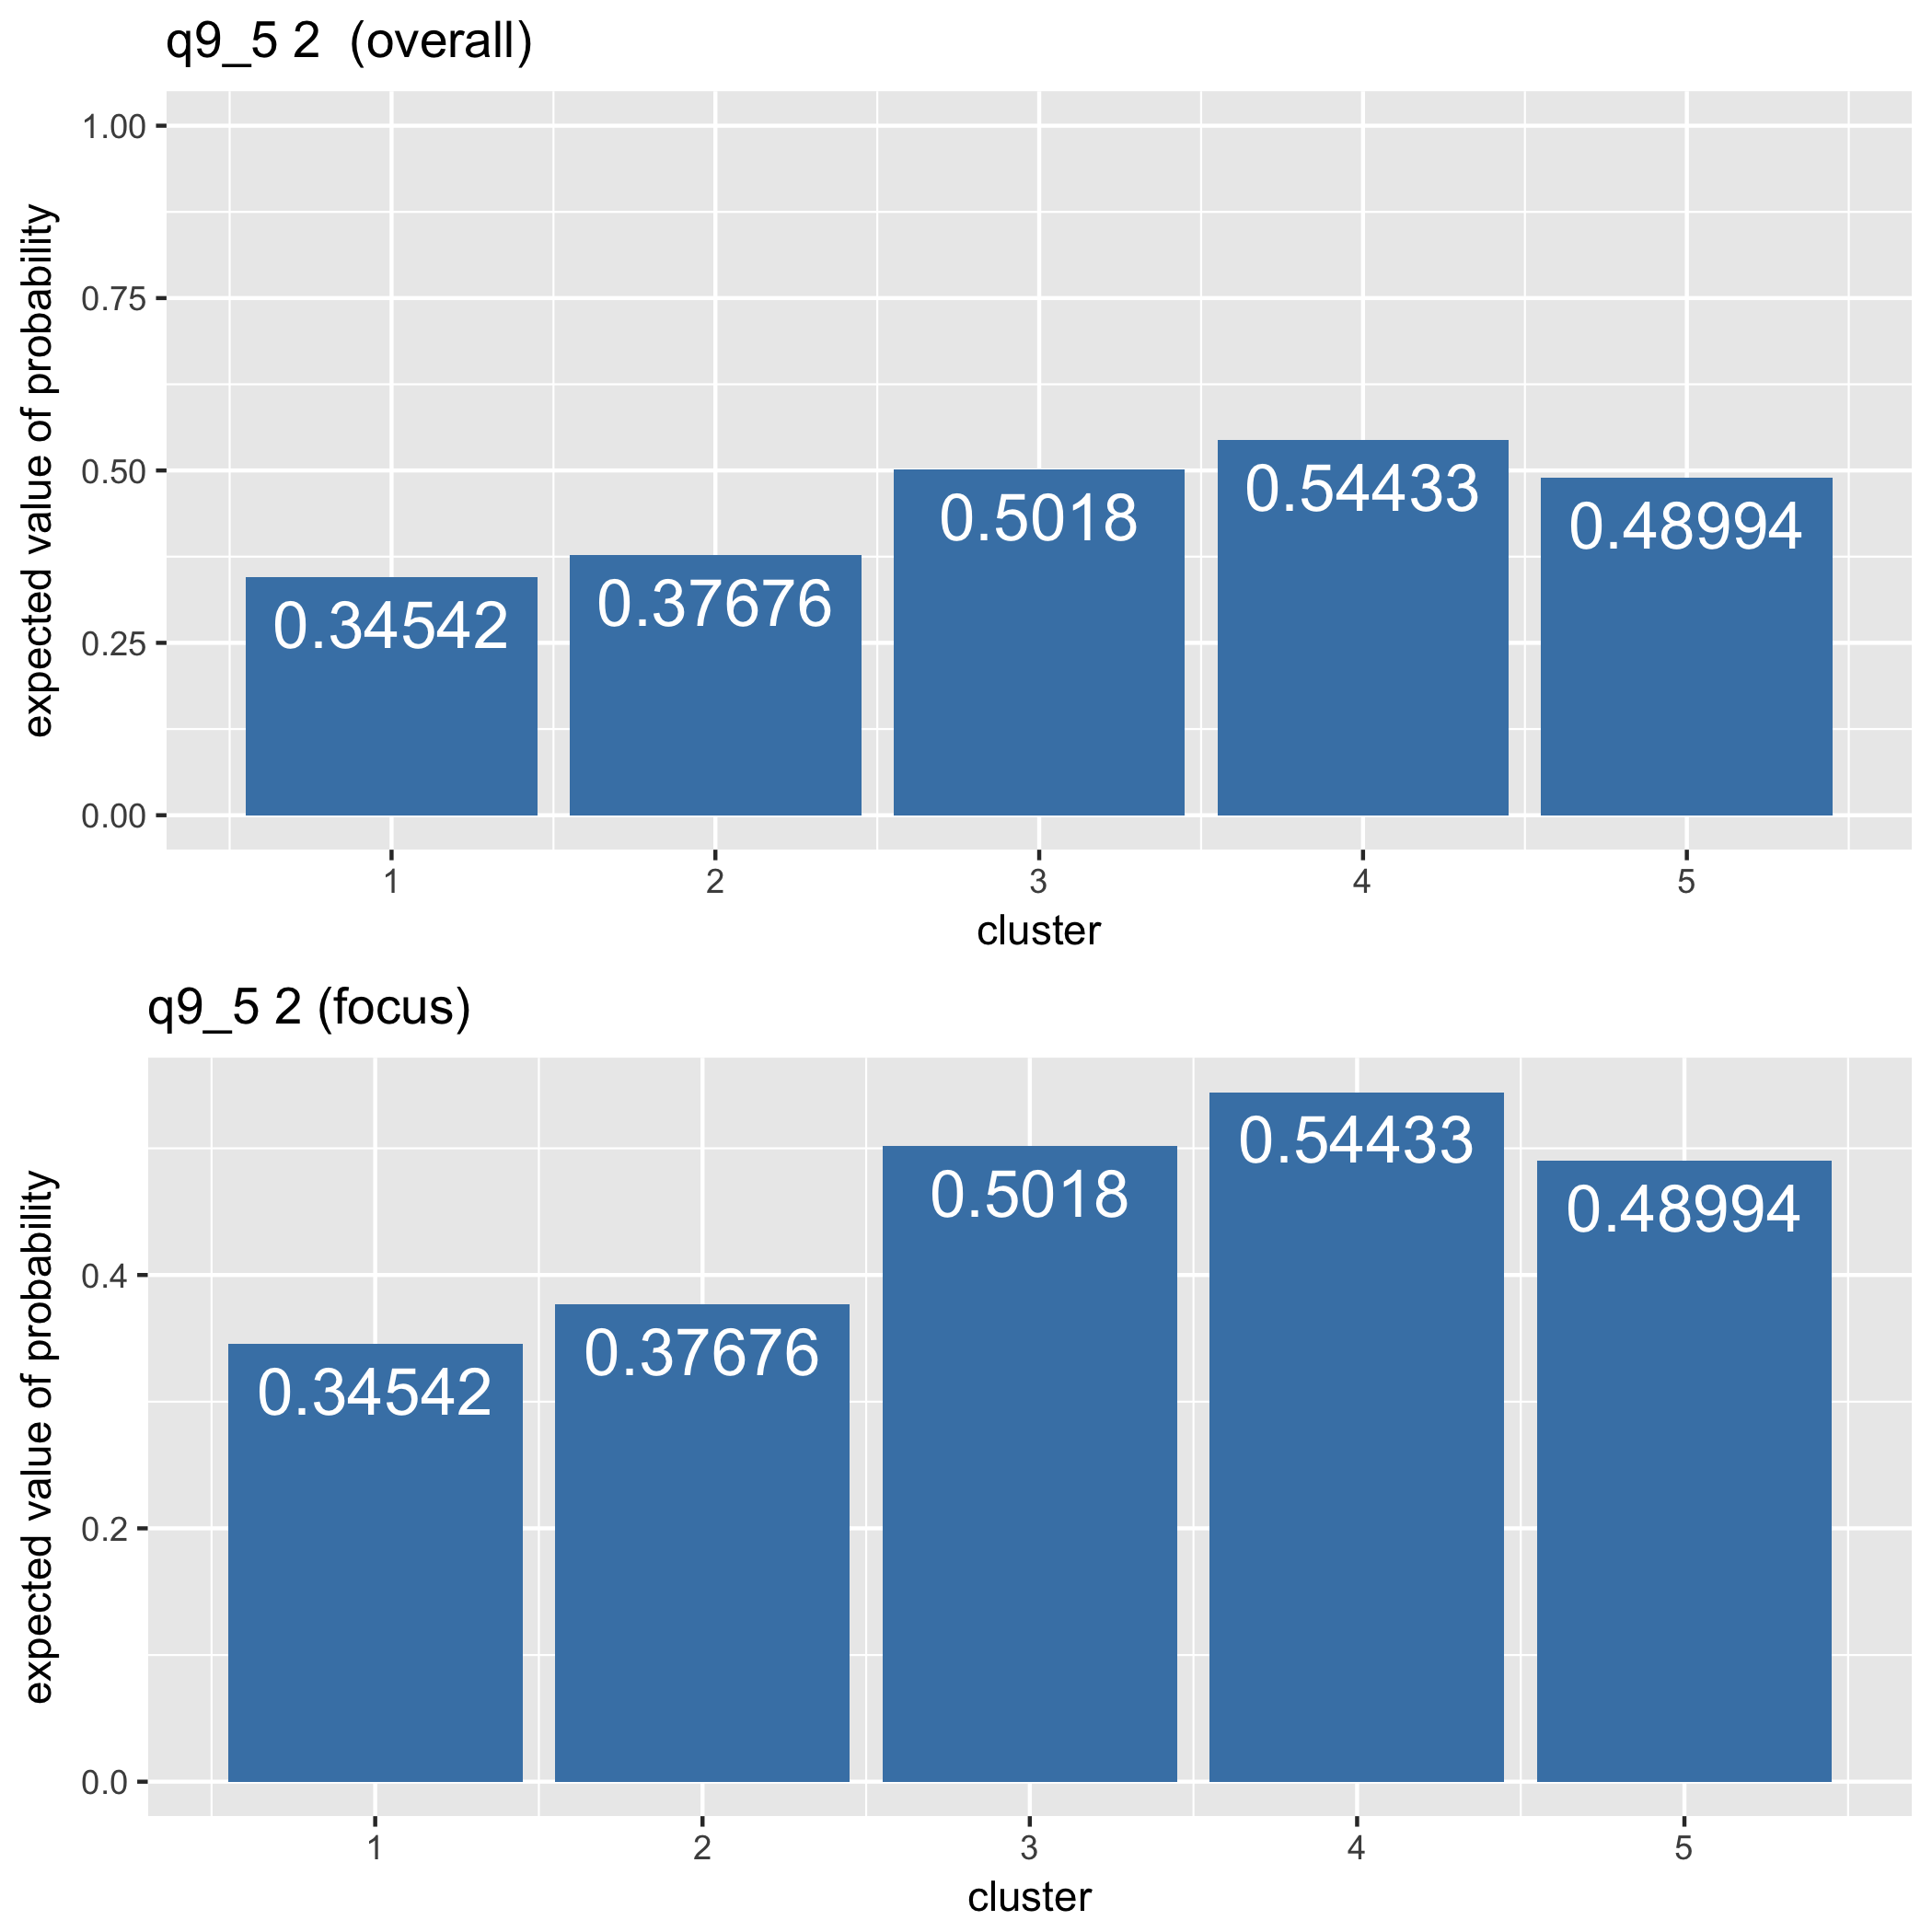 q9_5 2  (overall)
expected value of probability
1.00
0.75
0.50
0.25
0.00
0.34542
0.37676
0.5018
0.54433
0.48994
1 2 3 4 5
cluster
q9_5 2 (focus)
expected value of probability
0.4
0.2
0.0
0.34542
0.37676
0.5018
0.54433
0.48994
1 2 3 4 5
cluster